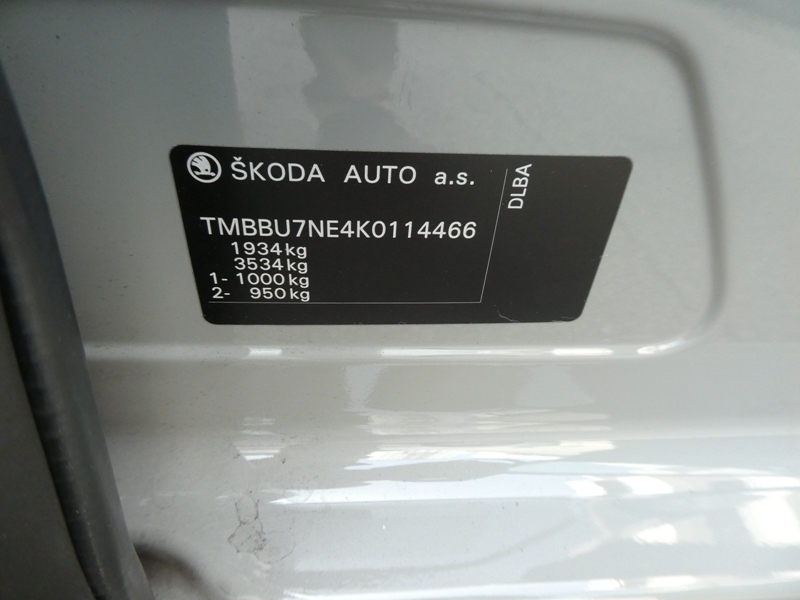 ŠKODA AUTO a.s.
DLBA
TMBBU7NE4K0114466
1934kg
3534kg
1- 1000kg
2- 950kg